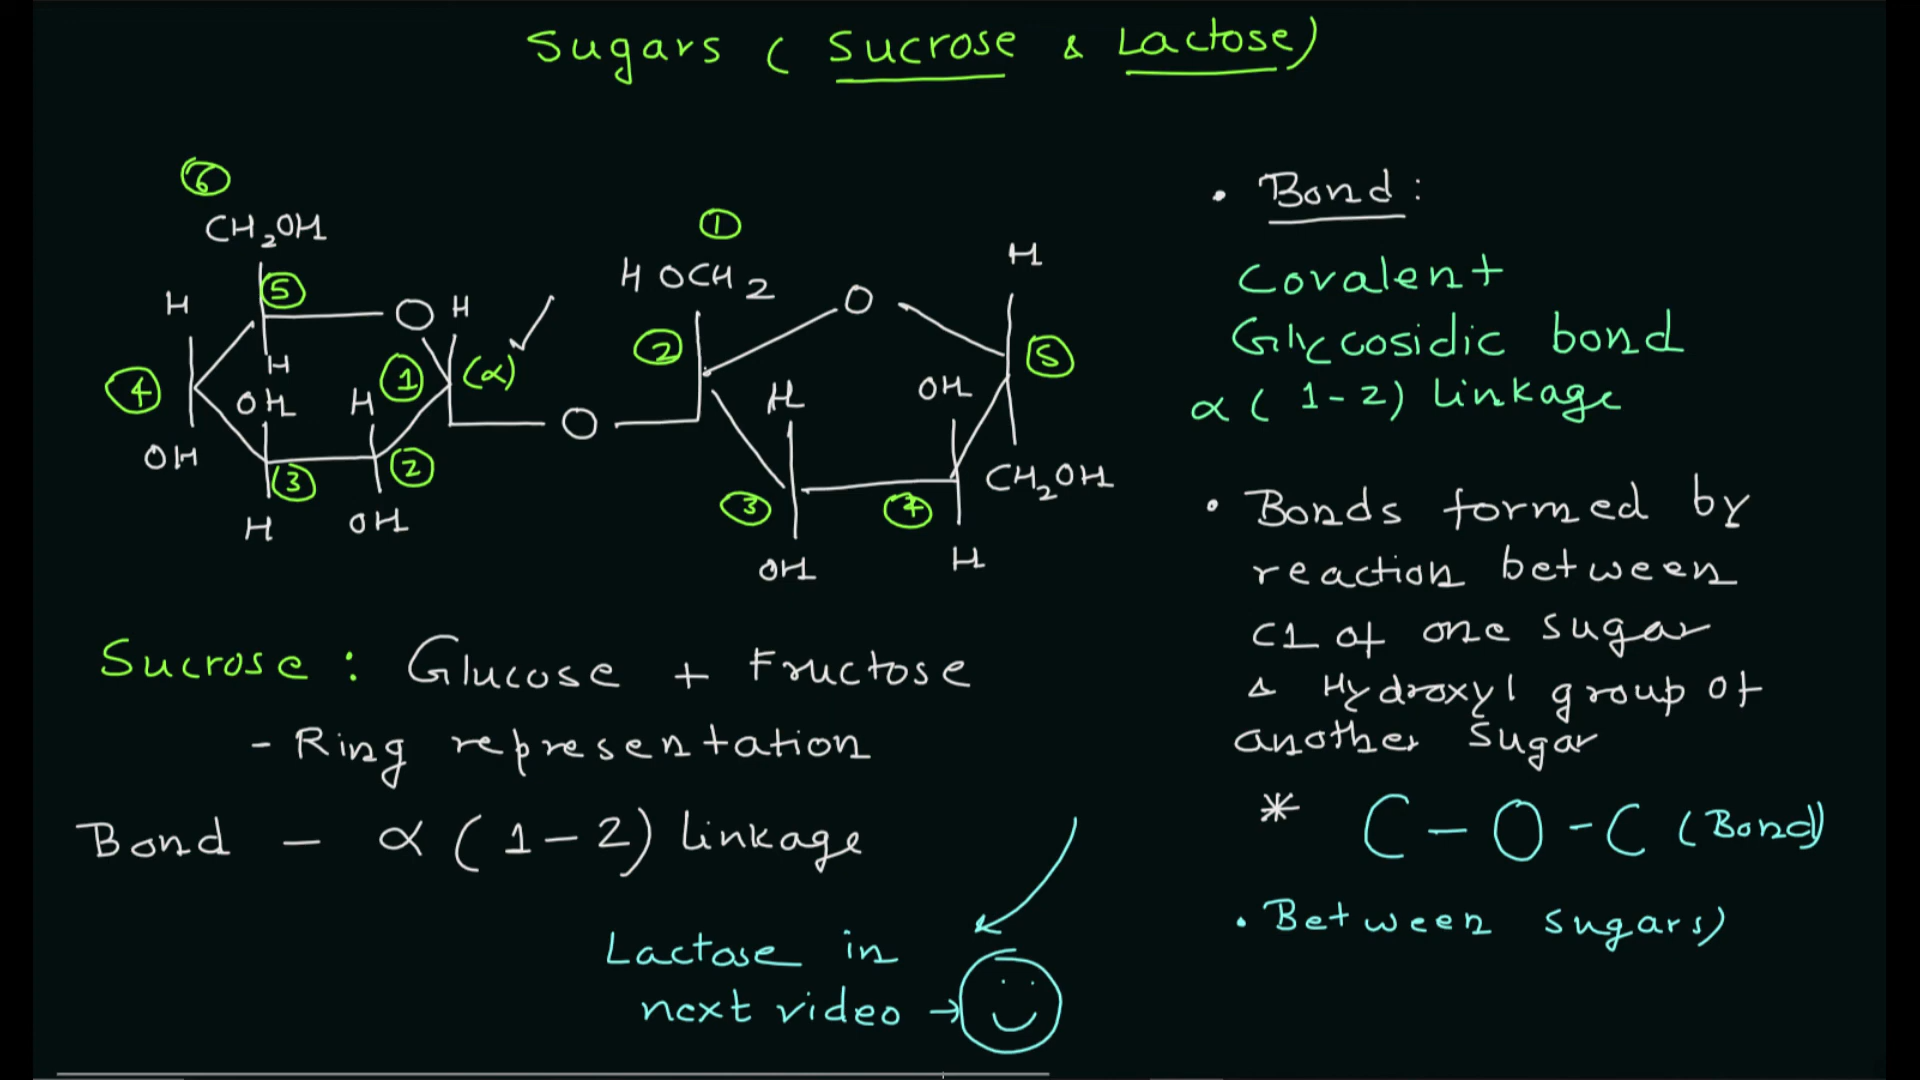 Sugars ( Sucrose & Lactose)
⑥
CH₂OH
①
H OCH₂
H
⑤
H
O
H
O
②
⑤
④
H
①
(α)
OH
H
H
OH
OH
O
②
③
CH₂OH
H
OH
③
④
OH
H
Sucrose : Glucose + Fructose
- Ring representation
Bond - α ( 1 - 2 ) linkage
Lactose in
next video →
• Bond :
Covalent
Glycosidic bond
α ( 1 - 2 ) linkage
• Bonds formed by
reaction between
C1 of one sugar
& Hydroxyl group of
another sugar
* C - O - C (Bond)
• Between sugars)